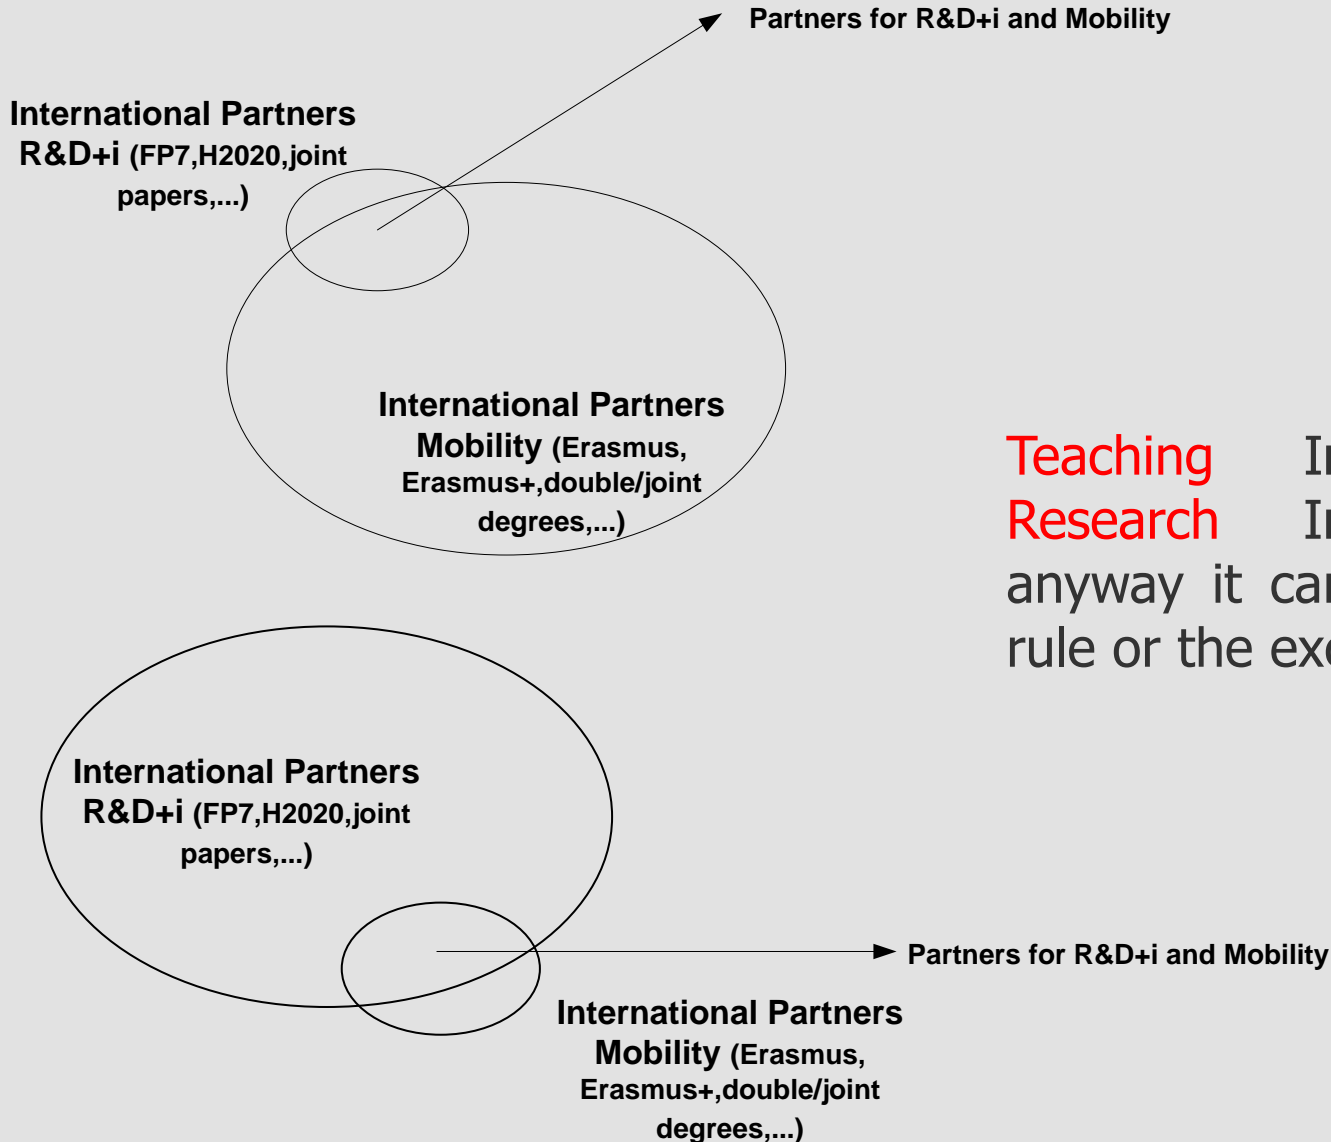 Partners for R&D+i and Mobility
International Partners
R&D+i (FP7,H2020,joint
papers,...)
International Partners
Mobility (Erasmus,
Erasmus+,double/joint
degrees,...)
Teaching
Research
anyway it
rule or the
International Partners
R&D+i (FP7,H2020,joint
papers,...)
Partners for R&D+i and Mobility
International Partners
Mobility (Erasmus,
Erasmus+,double/joint
degrees,...)